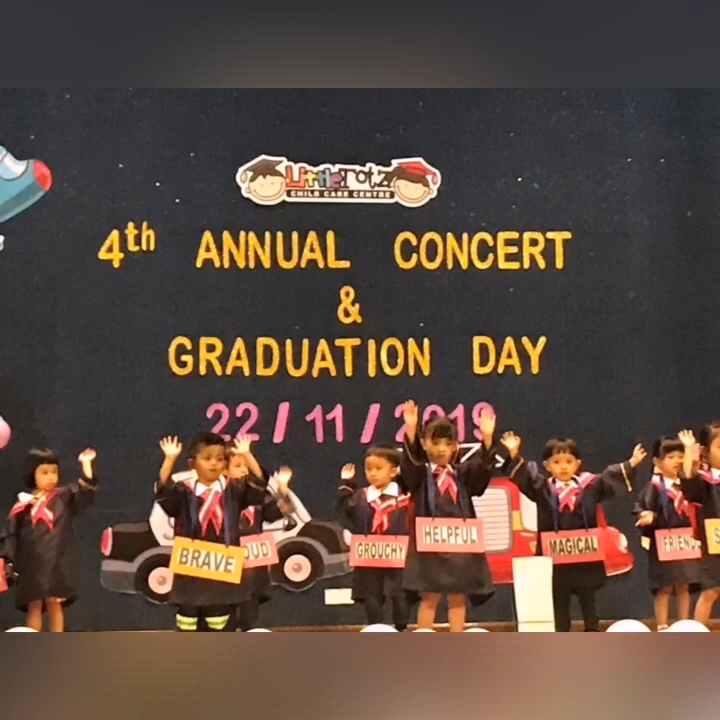 LittleTotz
CHILD CARE CENTRE
4th ANNUAL CONCERT
&
GRADUATION DAY
22/11/2019
BRAVE
GROUCHY
HELPFUL
MAGICAL